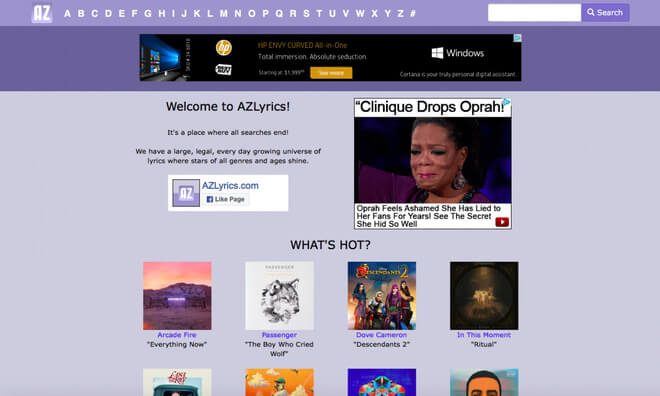 AZ A B C D E F G H I J K L M N O P Q R S T U V W X Y Z # Search
HP ENVY CURVED All-in-One
Total immersion. Absolute seduction.
Starting at $1,999
hp
BEST BUY
Windows
Cortana is your truly personal digital assistant.
Welcome to AZLyrics!
It's a place where all searches end!
We have a large, legal, every day growing universe of
lyrics where stars of all genres and ages shine.
AZ
AZLyrics.com
Like Page
"Clinique Drops Oprah!
Oprah Feels Ashamed She Has Lied to
Her Fans For Years! See The Secret
She Hid So Well
WHAT'S HOT?
PASSENGER
DESCENDANTS 2
Arcade Fire
"Everything Now"
Passenger
"The Boy Who Cried
Wolf"
Dove Cameron
"Descendants 2"
In This Moment
"Ritual"